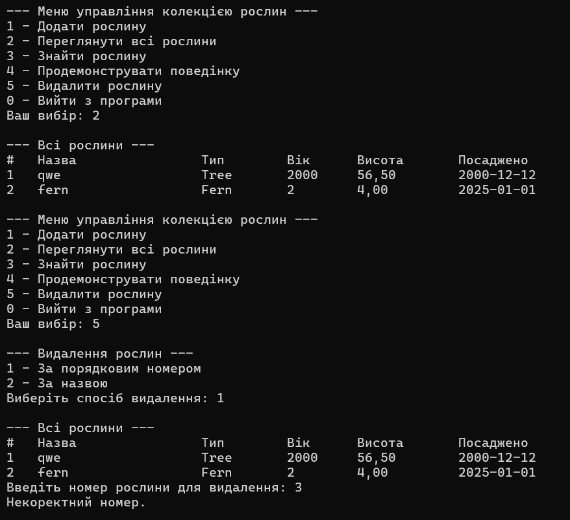 --- Меню управління колекцією рослин ---
1 - Додати рослину
2 - Переглянути всі рослини
3 - Знайти рослину
4 - Продемонструвати поведінку
5 - Видалити рослину
0 - Вийти з програми
Ваш вибір: 2
--- Всі рослини ---
# Назва Тип Вік Висота Посаджено
1 qwe Tree 2000 56,50 2000-12-12
2 fern Fern 2 4,00 2025-01-01
--- Меню управління колекцією рослин ---
1 - Додати рослину
2 - Переглянути всі рослини
3 - Знайти рослину
4 - Продемонструвати поведінку
5 - Видалити рослину
0 - Вийти з програми
Ваш вибір: 5
--- Видалення рослин ---
1 - За порядковим номером
2 - За назвою
Виберіть спосіб видалення: 1
--- Всі рослини ---
# Назва Тип Вік Висота Посаджено
1 qwe Tree 2000 56,50 2000-12-12
2 fern Fern 2 4,00 2025-01-01
Введіть номер рослини для видалення: 3
Некоректний номер.